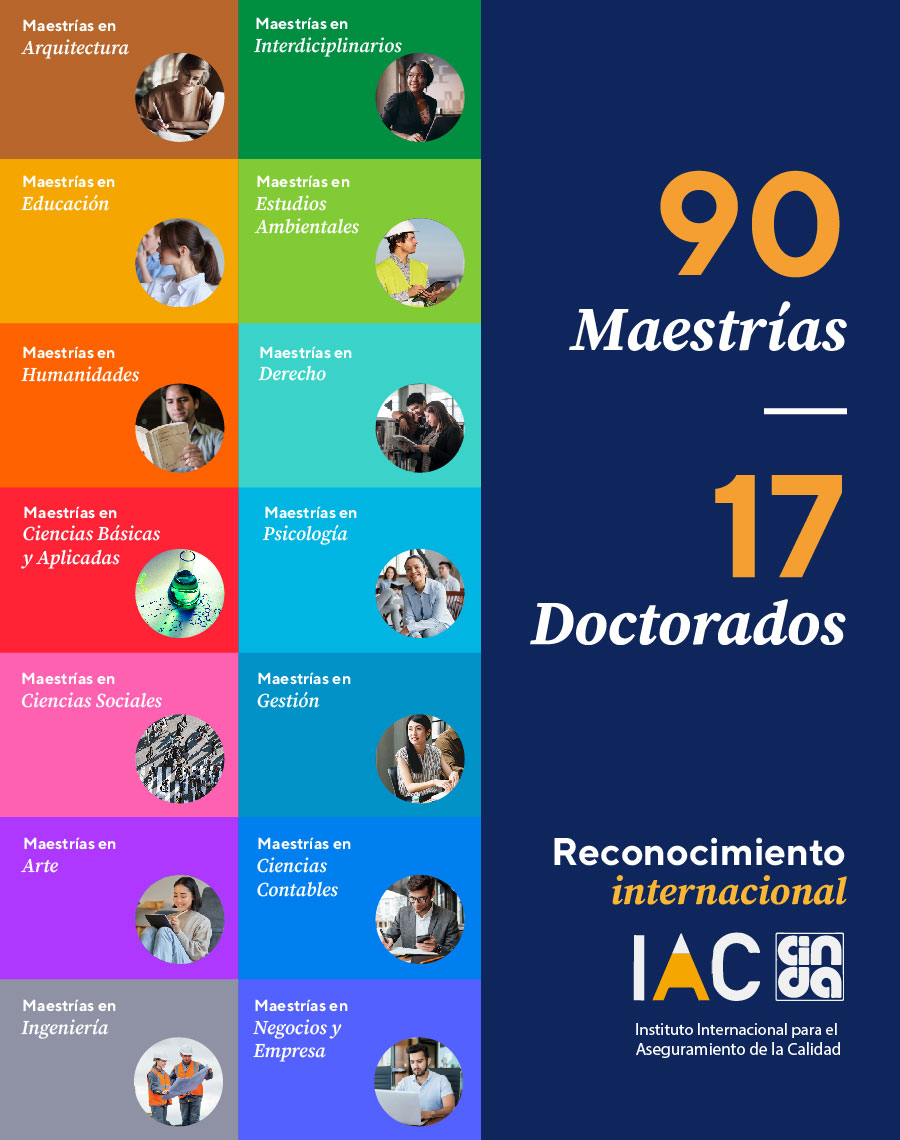 Maestrías en
Arquitectura
Maestrías en
Interdiciplinarios
Maestrías en
Educación
Maestrías en
Estudios
Ambientales
Maestrías en
Humanidades
Maestrías en
Derecho
Maestrías en
Ciencias Básicas
y Aplicadas
Maestrías en
Psicología
Maestrías en
Ciencias Sociales
Maestrías en
Gestión
Maestrías en
Arte
Maestrías en
Ciencias
Contables
Maestrías en
Ingeniería
Maestrías en
Negocios y
Empresa
90
Maestrías
17
Doctorados
Reconocimiento
internacional
IAC cinda
Instituto Internacional para el
Aseguramiento de la Calidad